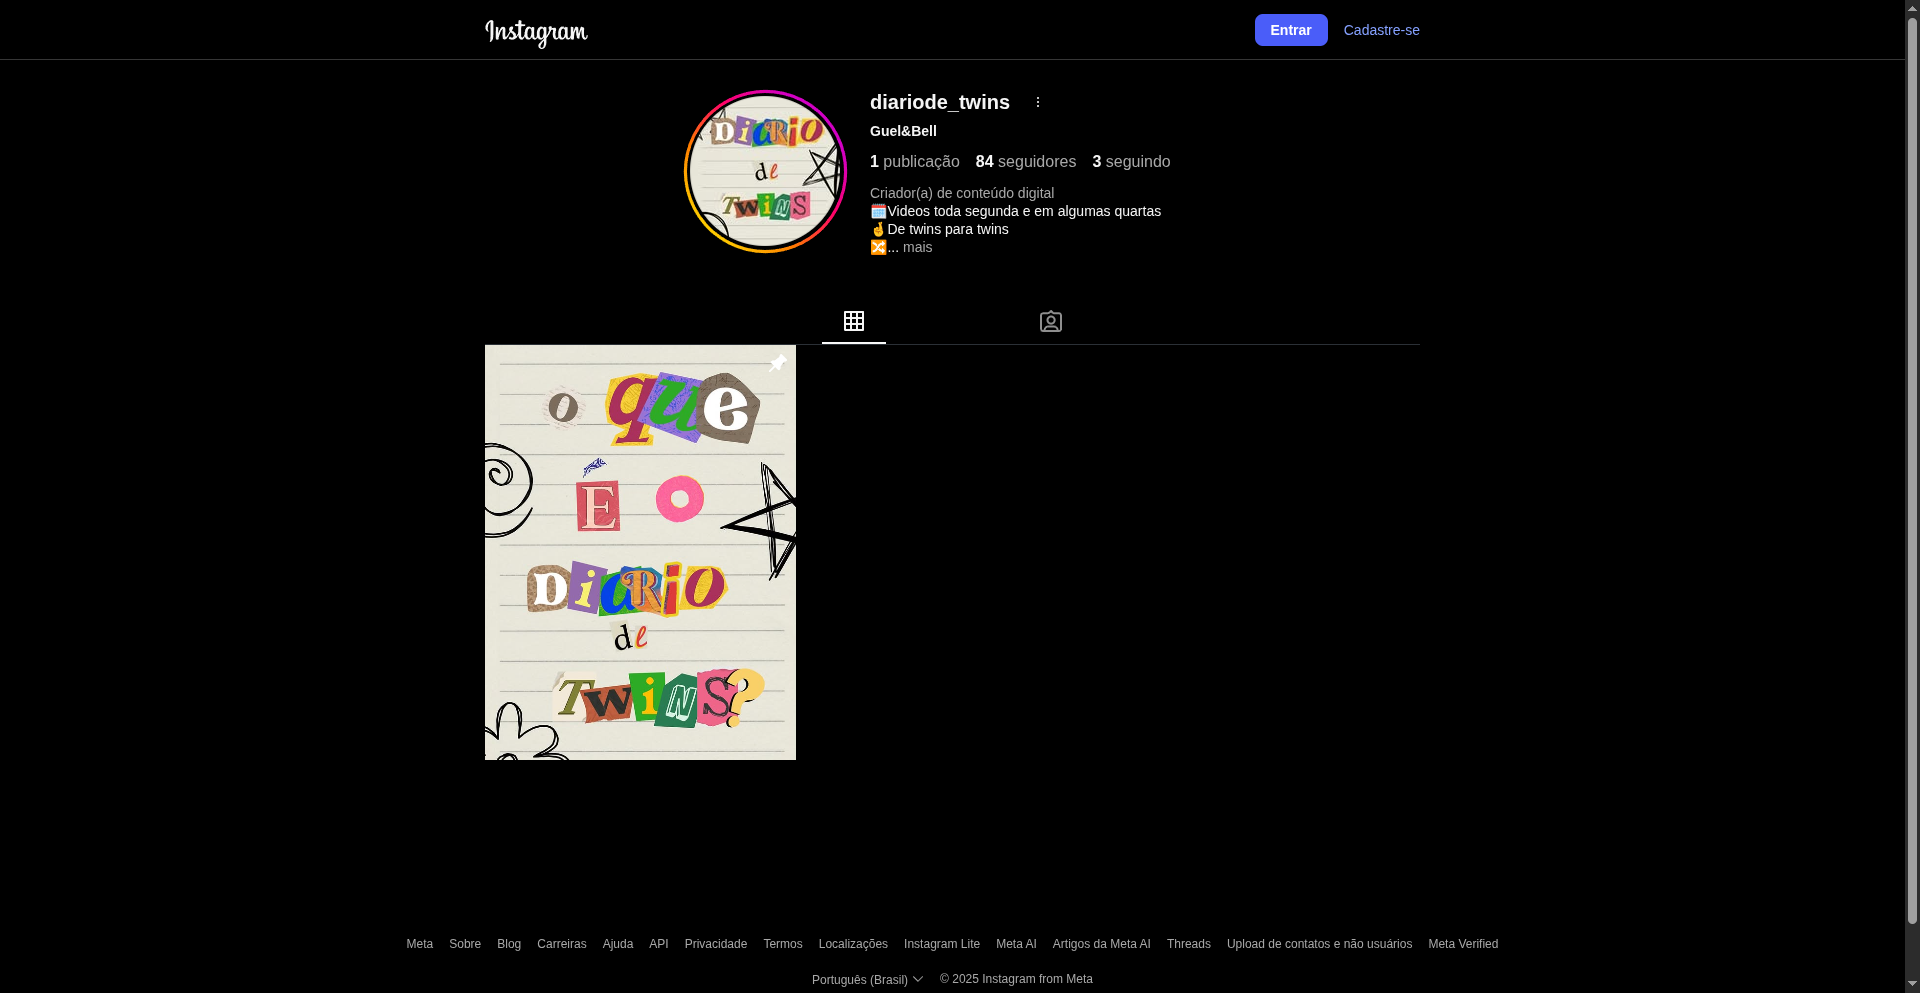 Instagram
Entrar
Cadastre-se
DiaRiO
de
TwiNS
diariode_twins
Guel&Bell
1 publicação 84 seguidores 3 seguindo
Criador(a) de conteúdo digital
🗓️Videos toda segunda e em algumas quartas
🤞De twins para twins
🔀... mais
o que
É O
DiaRiO
de
TwiNS?
Meta Sobre Blog Carreiras Ajuda API Privacidade Termos Localizações Instagram Lite Meta AI Artigos da Meta AI Threads Upload de contatos e não usuários Meta Verified
Português (Brasil) © 2025 Instagram from Meta